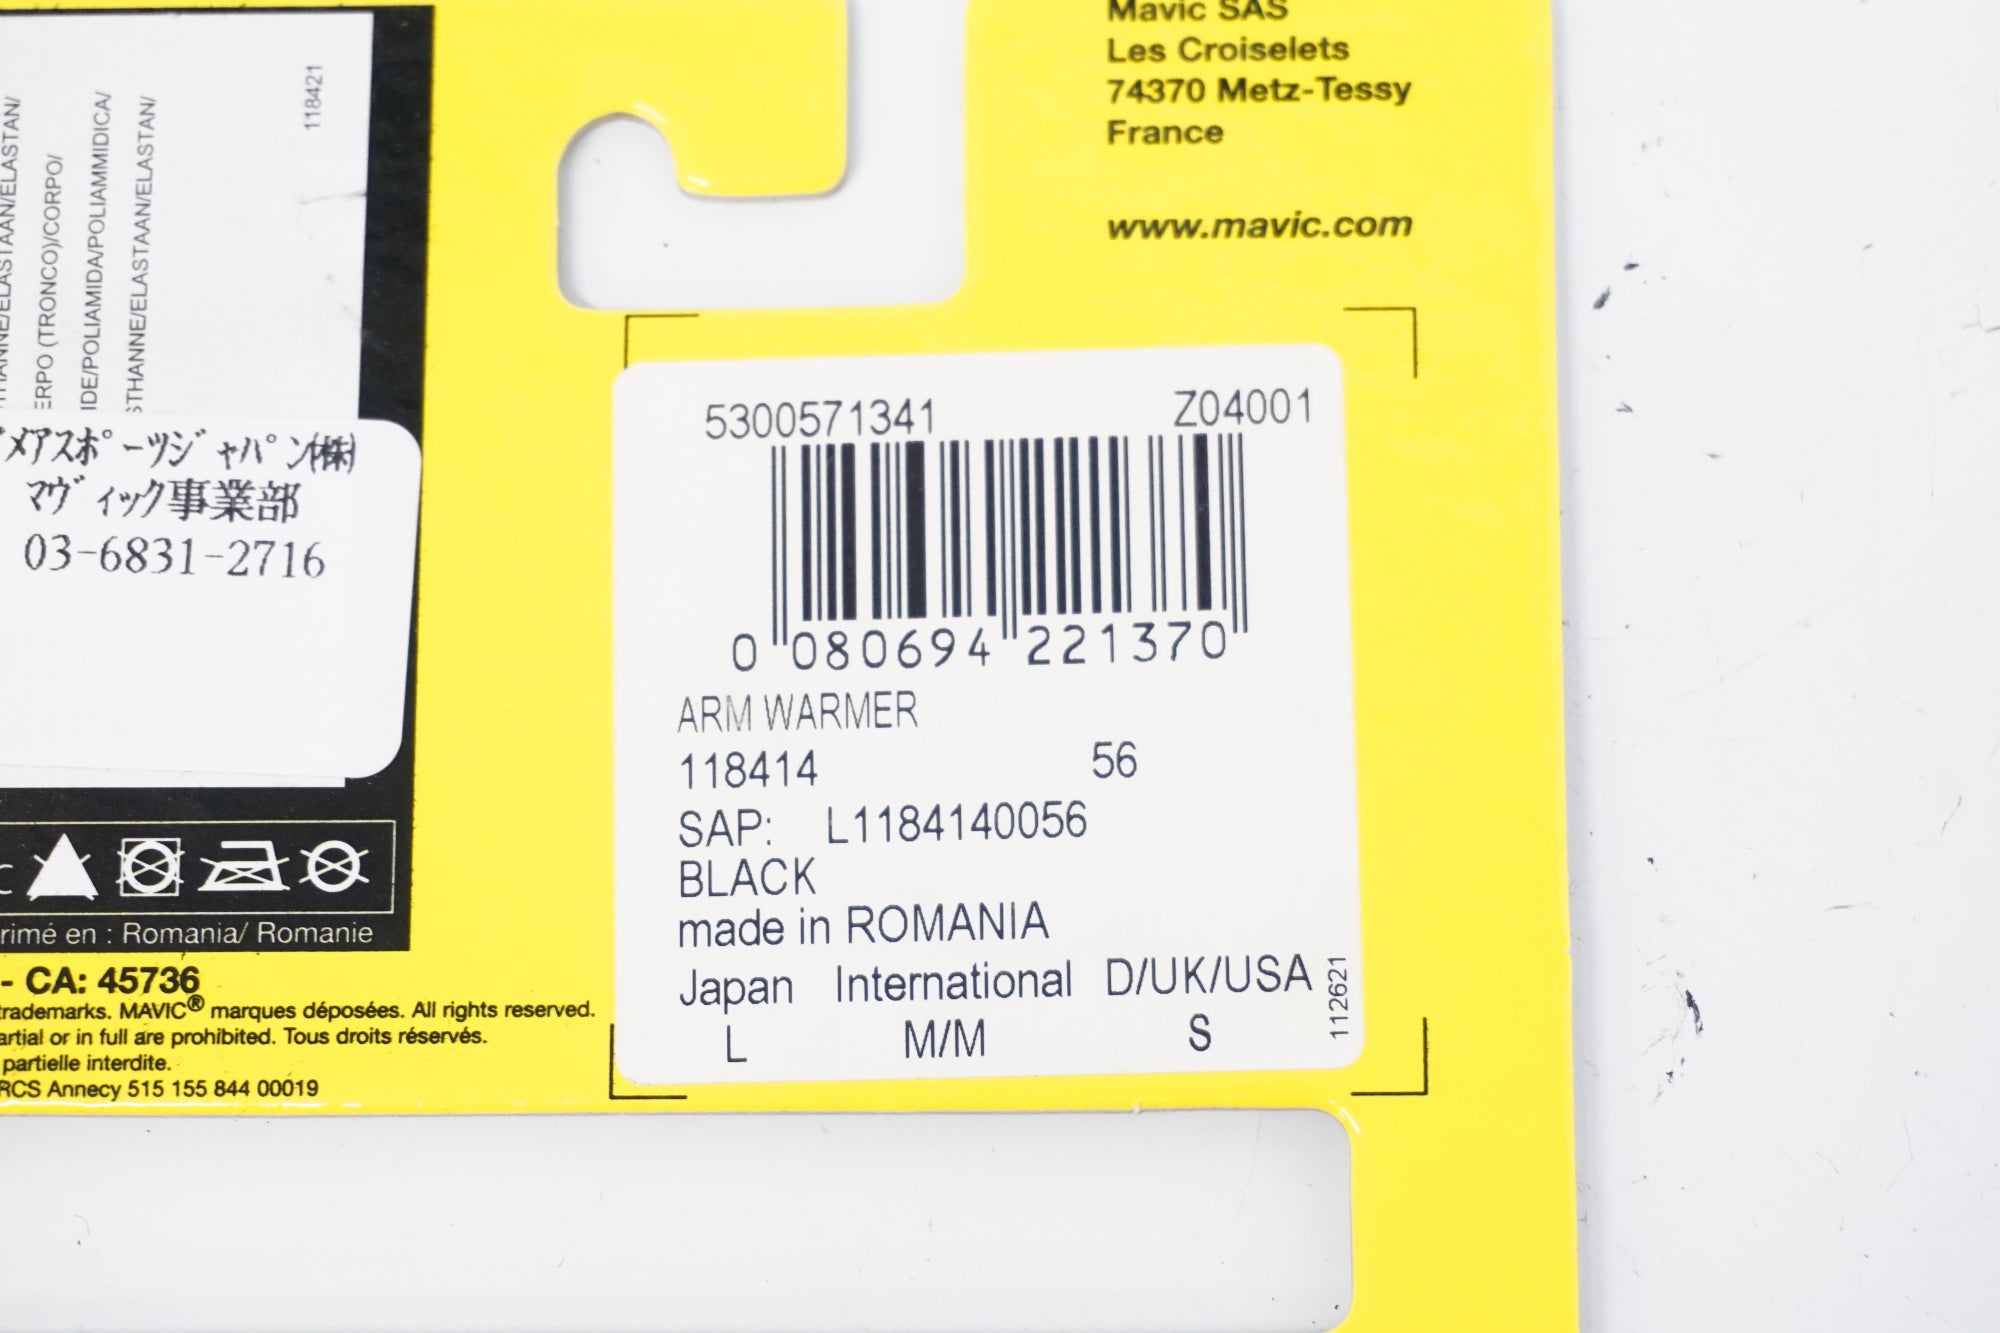 118421
ERPO (TRONCO)/CORPO/
IDE/POLIAMIDA/POLIAMMIDICA/
STHANNE/ELASTAAN/ELASTAN/
メアスポーツジャパン(株)
マヴィック事業部
03-6831-2716
rimé en : Romania/ Romanie
- CA: 45736
trademarks. MAVIC® marques déposées. All rights reserved.
artial or in full are prohibited. Tous droits réservés.
partielle interdite.
RCS Annecy 515 155 844 00019
Mavic SAS
Les Croiselets
74370 Metz-Tessy
France
www.mavic.com
5300571341 Z04001
0 080694 221370
ARM WARMER
118414 56
SAP: L1184140056
BLACK
made in ROMANIA
Japan International D/UK/USA
L M/M S
112621